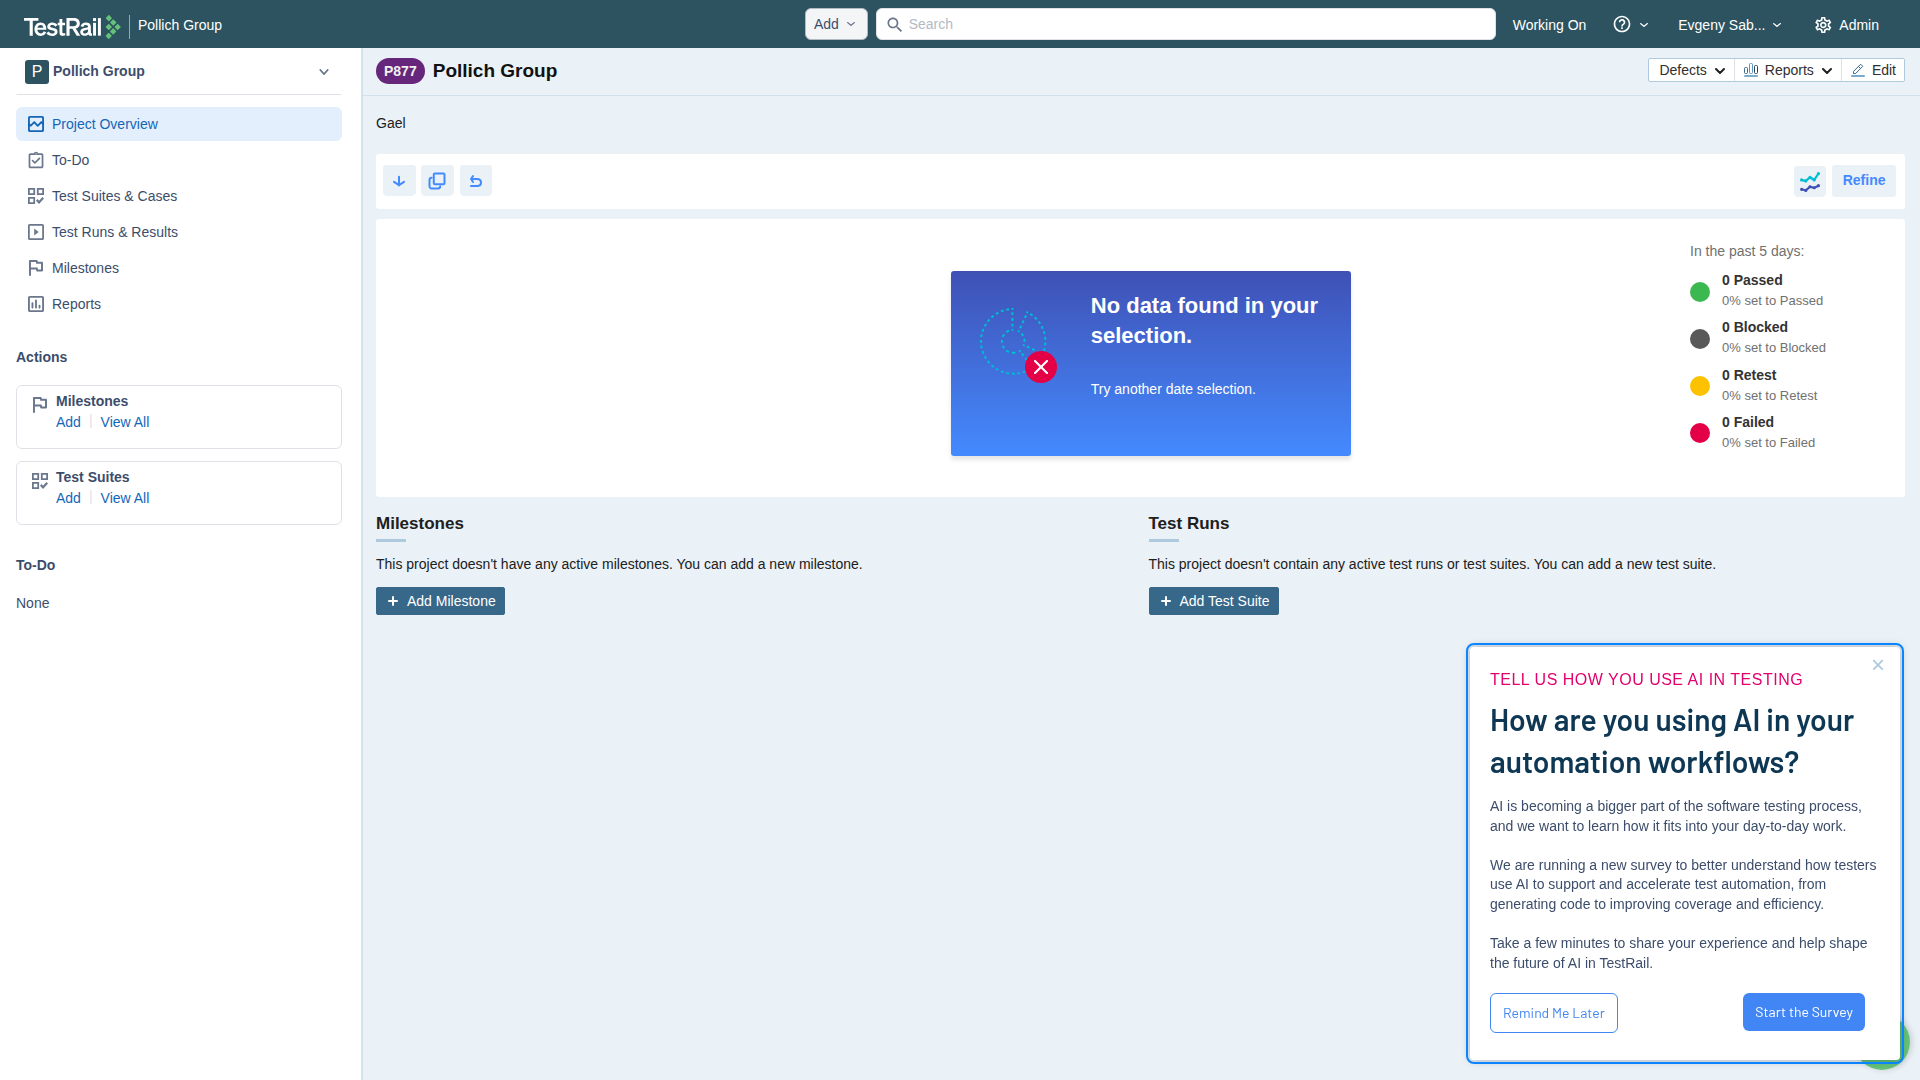 TestRail Pollich Group Add Search Working On Evgeny Sab... Admin
P Pollich Group
P877 Pollich Group
Defects Reports Edit
Project Overview
To-Do
Test Suites & Cases
Test Runs & Results
Milestones
Reports
Actions
Milestones
Add View All
Test Suites
Add View All
To-Do
None
Gael
Refine
No data found in your
selection.
Try another date selection.
In the past 5 days:
0 Passed
0% set to Passed
0 Blocked
0% set to Blocked
0 Retest
0% set to Retest
0 Failed
0% set to Failed
Milestones
This project doesn't have any active milestones. You can add a new milestone.
+ Add Milestone
Test Runs
This project doesn't contain any active test runs or test suites. You can add a new test suite.
+ Add Test Suite
TELL US HOW YOU USE AI IN TESTING
How are you using AI in your
automation workflows?
AI is becoming a bigger part of the software testing process,
and we want to learn how it fits into your day-to-day work.
We are running a new survey to better understand how testers
use AI to support and accelerate test automation, from
generating code to improving coverage and efficiency.
Take a few minutes to share your experience and help shape
the future of AI in TestRail.
Remind Me Later
Start the Survey